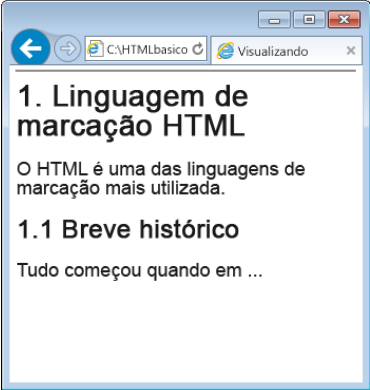 C:\HTMLbasico
Visualizando
1. Linguagem de
marcação HTML
O HTML é uma das linguagens de
marcação mais utilizada.
1.1 Breve histórico
Tudo começou quando em ...